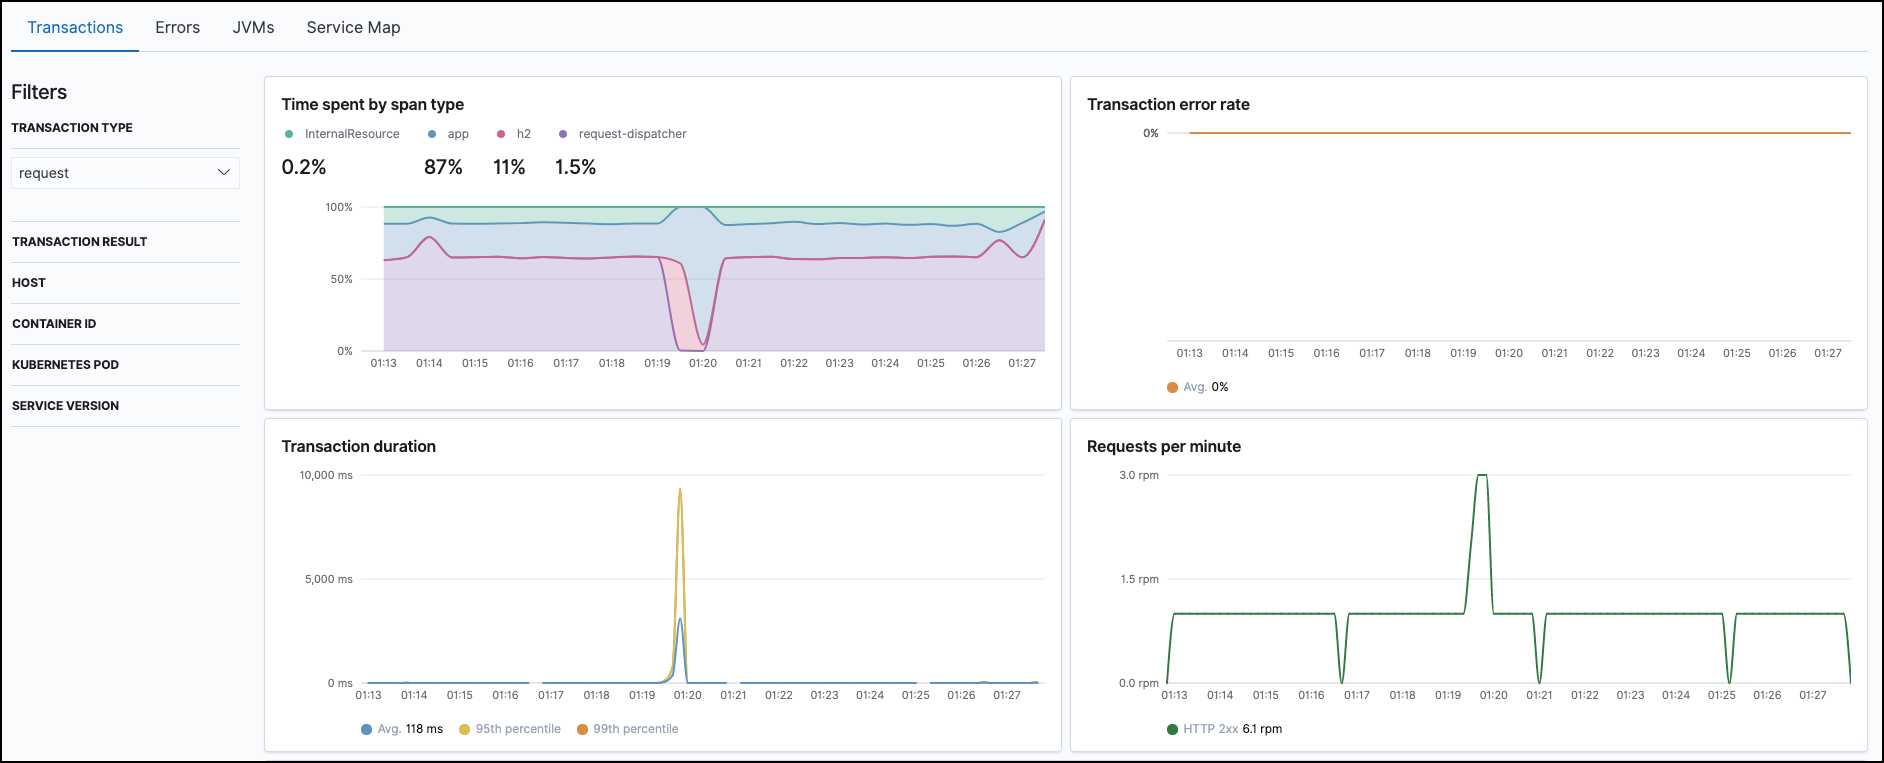 Transactions Errors JVMs Service Map
Filters
TRANSACTION TYPE
request
TRANSACTION RESULT
HOST
CONTAINER ID
KUBERNETES POD
SERVICE VERSION
Time spent by span type
InternalResource app h2 request-dispatcher
0.2% 87% 11% 1.5%
100%
50%
0%
01:13 01:14 01:15 01:16 01:17 01:18 01:19 01:20 01:21 01:22 01:23 01:24 01:25 01:26 01:27
Transaction error rate
0%
01:13 01:14 01:15 01:16 01:17 01:18 01:19 01:20 01:21 01:22 01:23 01:24 01:25 01:26 01:27
Avg. 0%
Transaction duration
10,000 ms
5,000 ms
0 ms
01:13 01:14 01:15 01:16 01:17 01:18 01:19 01:20 01:21 01:22 01:23 01:24 01:25 01:26 01:27
Avg. 118 ms 95th percentile 99th percentile
Requests per minute
3.0 rpm
1.5 rpm
0.0 rpm
01:13 01:14 01:15 01:16 01:17 01:18 01:19 01:20 01:21 01:22 01:23 01:24 01:25 01:26 01:27
HTTP 2xx 6.1 rpm